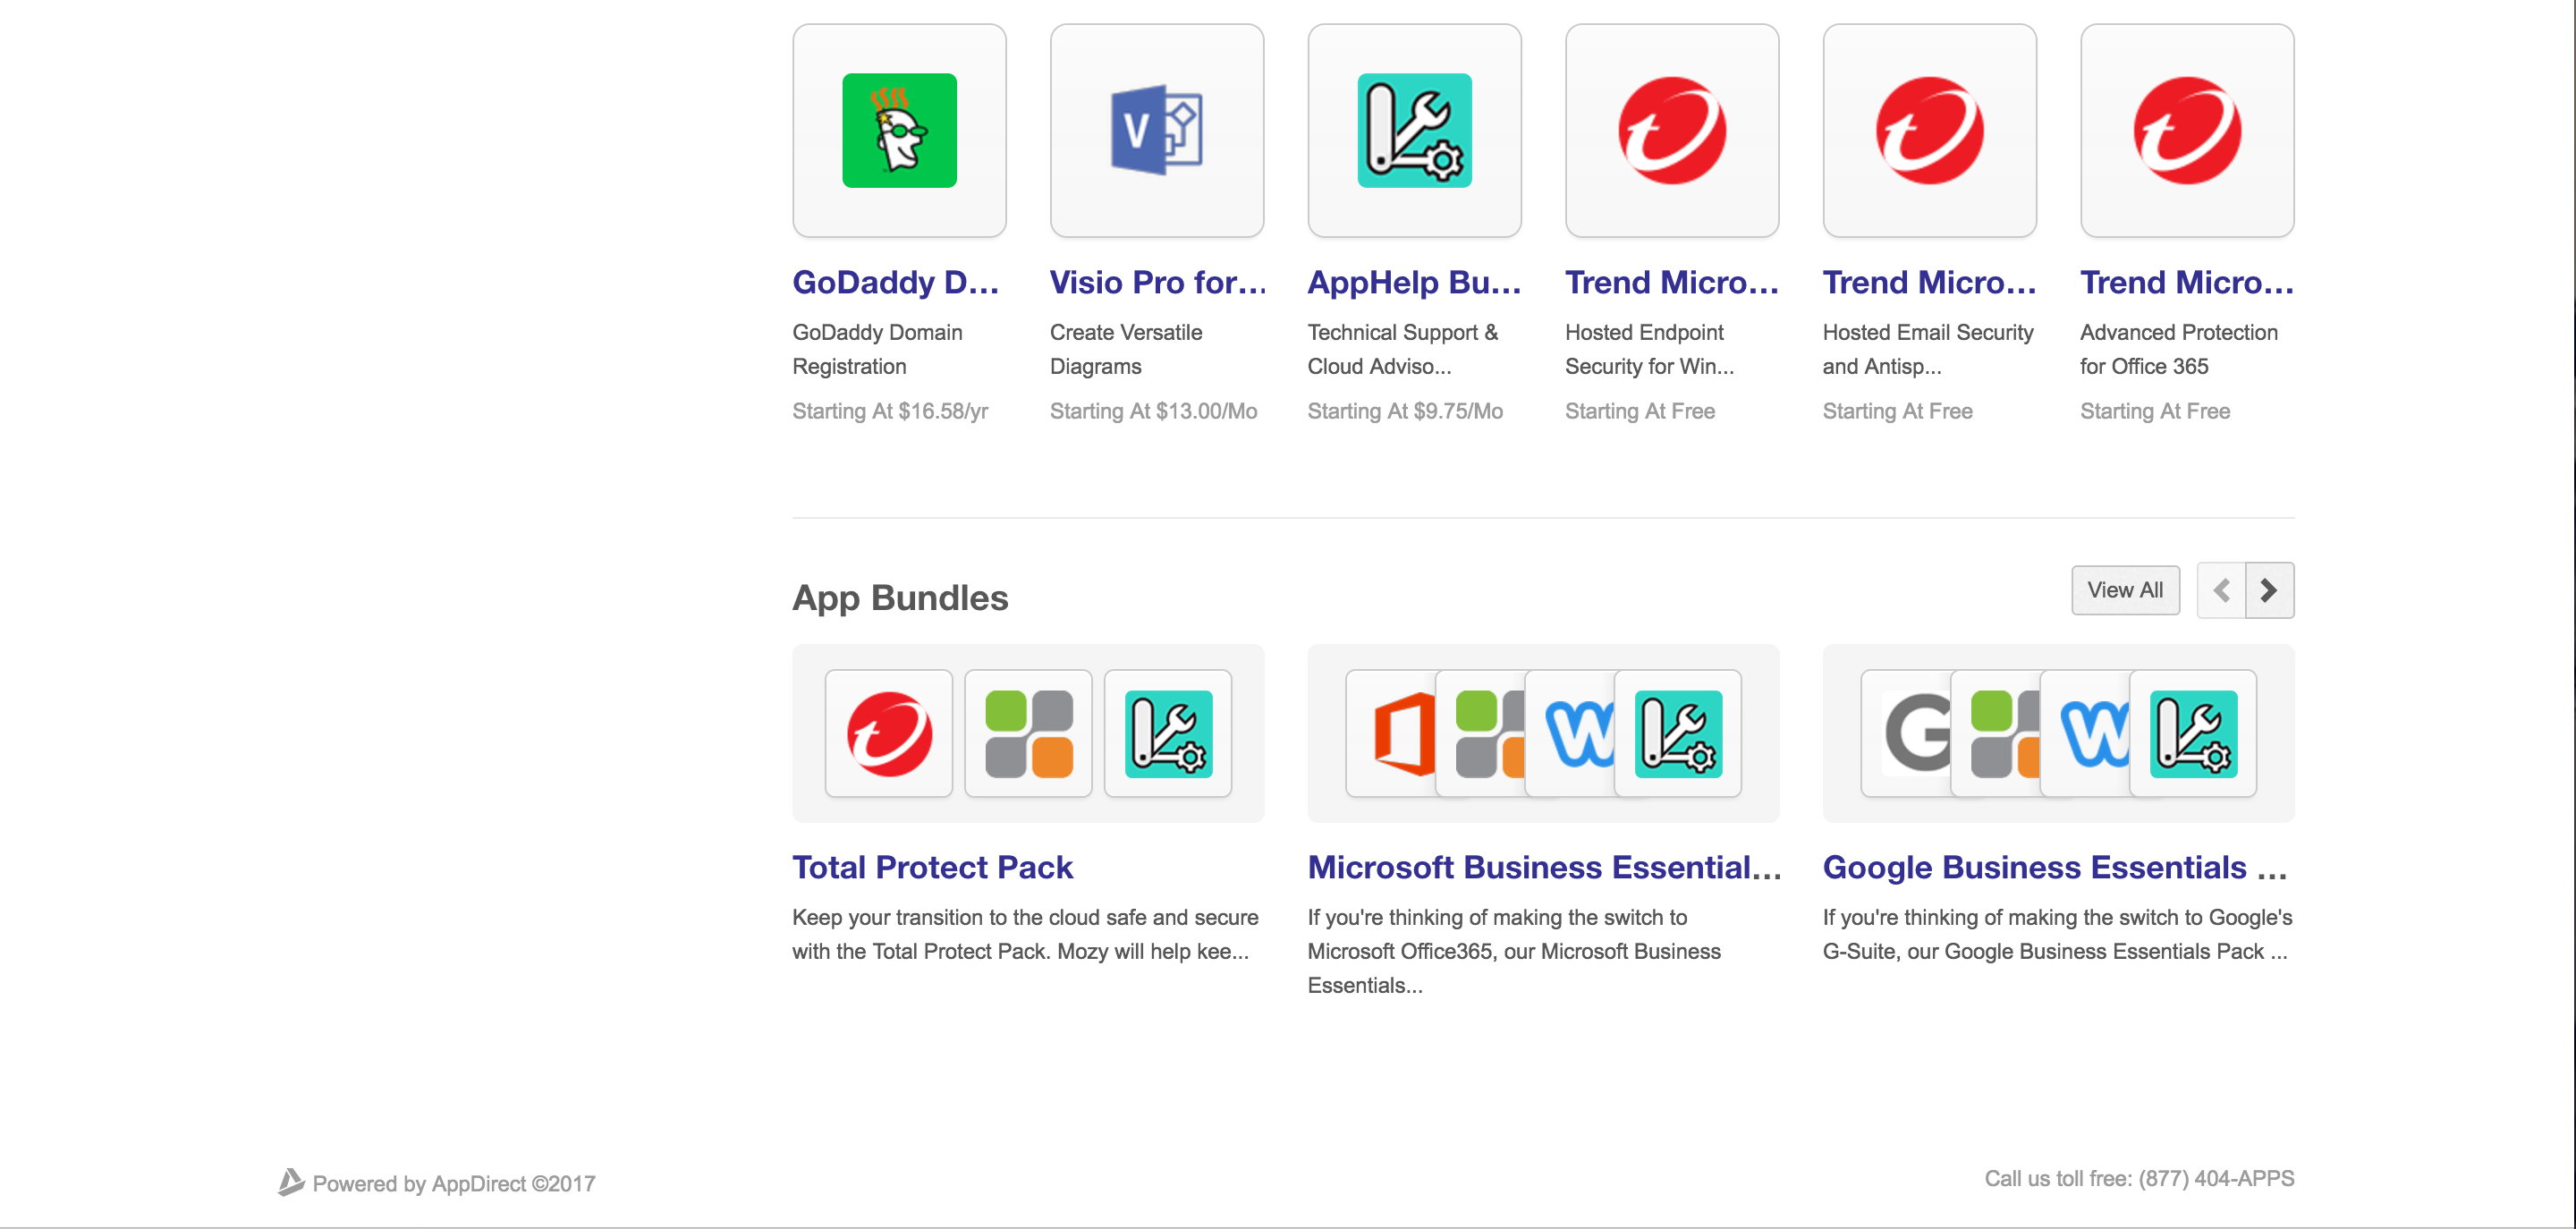 GoDaddy D...
GoDaddy Domain
Registration
Starting At $16.58/yr
Visio Pro for...
Create Versatile
Diagrams
Starting At $13.00/Mo
AppHelp Bu...
Technical Support &
Cloud Adviso...
Starting At $9.75/Mo
Trend Micro...
Hosted Endpoint
Security for Win...
Starting At Free
Trend Micro...
Hosted Email Security
and Antisp...
Starting At Free
Trend Micro...
Advanced Protection
for Office 365
Starting At Free
App Bundles
View All
Total Protect Pack
Keep your transition to the cloud safe and secure
with the Total Protect Pack. Mozy will help kee...
Microsoft Business Essential...
If you're thinking of making the switch to
Microsoft Office365, our Microsoft Business
Essentials...
Google Business Essentials ...
If you're thinking of making the switch to Google's
G-Suite, our Google Business Essentials Pack ...
Powered by AppDirect ©2017
Call us toll free: (877) 404-APPS